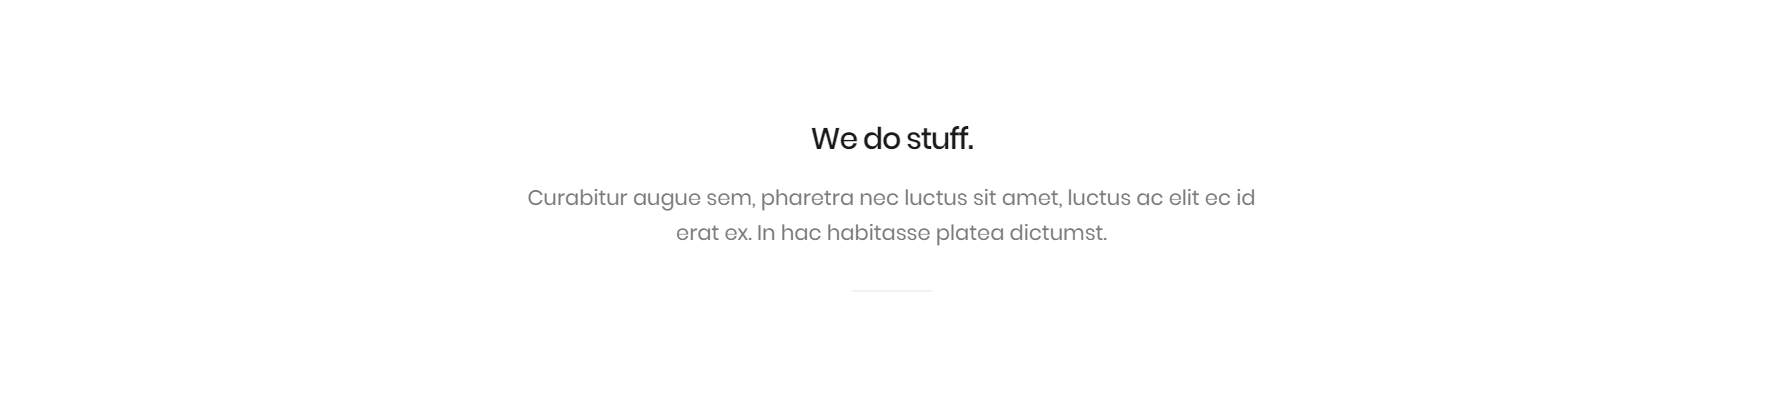 We do stuff.
Curabitur augue sem, pharetra nec luctus sit amet, luctus ac elit ec id
erat ex. In hac habitasse platea dictumst.